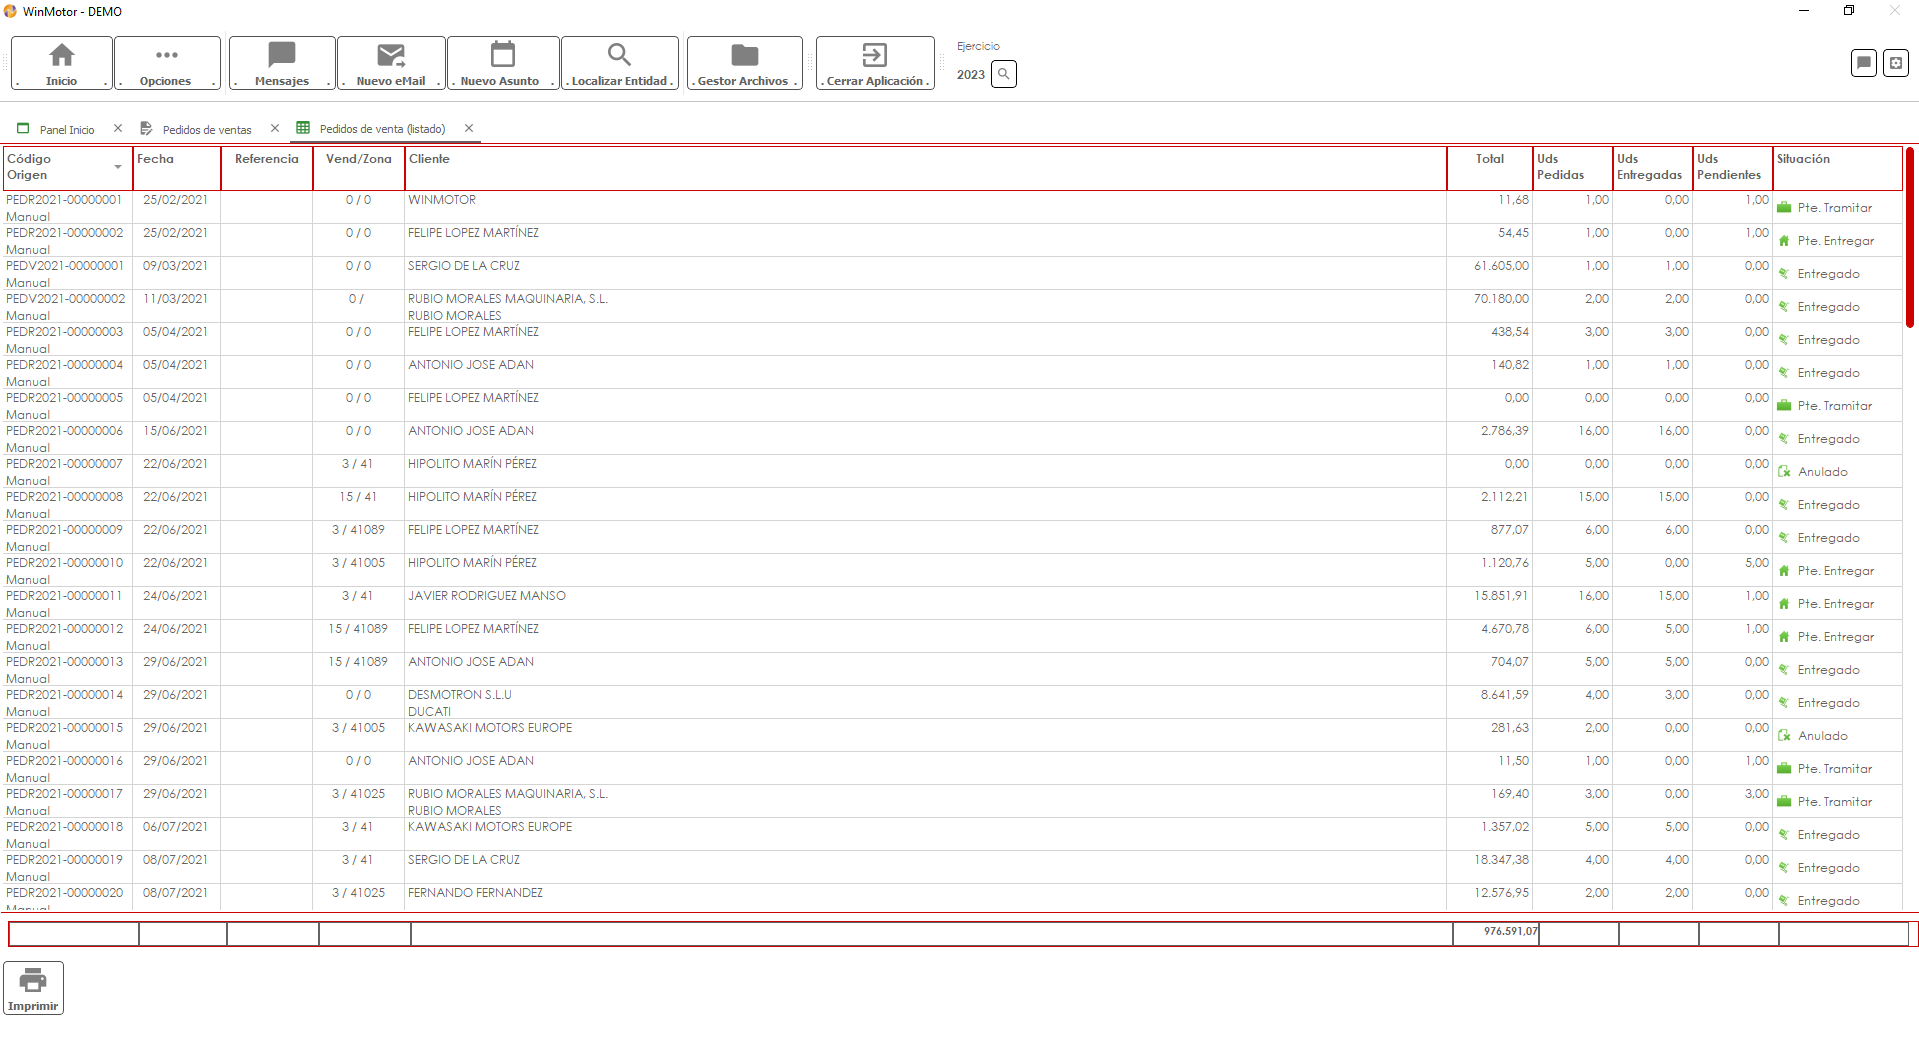 WinMotor - DEMO
. Inicio .
. Opciones .
. Mensajes .
. Nuevo eMail .
. Nuevo Asunto .
. Localizar Entidad .
. Gestor Archivos .
. Cerrar Aplicación .
Ejercicio
2023
Panel Inicio
Pedidos de ventas
Pedidos de venta (listado)
Código Fecha Referencia Vend/Zona Cliente Total Uds Uds Uds Situación
Origen Pedidas Entregadas Pendientes
PEDR2021-00000001 25/02/2021 0 / 0 WINMOTOR 11,68 1,00 0,00 1,00 Pte. Tramitar
Manual
PEDR2021-00000002 25/02/2021 0 / 0 FELIPE LOPEZ MARTÍNEZ 54,45 1,00 0,00 1,00 Pte. Entregar
Manual
PEDV2021-00000001 09/03/2021 0 / 0 SERGIO DE LA CRUZ 61.605,00 1,00 1,00 0,00 Entregado
Manual
PEDV2021-00000002 11/03/2021 0 / RUBIO MORALES MAQUINARIA, S.L. 70.180,00 2,00 2,00 0,00 Entregado
Manual RUBIO MORALES
PEDR2021-00000003 05/04/2021 0 / 0 FELIPE LOPEZ MARTÍNEZ 438,54 3,00 3,00 0,00 Entregado
Manual
PEDR2021-00000004 05/04/2021 0 / 0 ANTONIO JOSE ADAN 140,82 1,00 1,00 0,00 Entregado
Manual
PEDR2021-00000005 05/04/2021 0 / 0 FELIPE LOPEZ MARTÍNEZ 0,00 0,00 0,00 0,00 Pte. Tramitar
Manual
PEDR2021-00000006 15/06/2021 0 / 0 ANTONIO JOSE ADAN 2.786,39 16,00 16,00 0,00 Entregado
Manual
PEDR2021-00000007 22/06/2021 3 / 41 HIPOLITO MARÍN PÉREZ 0,00 0,00 0,00 0,00 Anulado
Manual
PEDR2021-00000008 22/06/2021 15 / 41 HIPOLITO MARÍN PÉREZ 2.112,21 15,00 15,00 0,00 Entregado
Manual
PEDR2021-00000009 22/06/2021 3 / 41089 FELIPE LOPEZ MARTÍNEZ 877,07 6,00 6,00 0,00 Entregado
Manual
PEDR2021-00000010 22/06/2021 3 / 41005 HIPOLITO MARÍN PÉREZ 1.120,76 5,00 0,00 5,00 Pte. Entregar
Manual
PEDR2021-00000011 24/06/2021 3 / 41 JAVIER RODRIGUEZ MANSO 15.851,91 16,00 15,00 1,00 Pte. Entregar
Manual
PEDR2021-00000012 24/06/2021 15 / 41089 FELIPE LOPEZ MARTÍNEZ 4.670,78 6,00 5,00 1,00 Pte. Entregar
Manual
PEDR2021-00000013 29/06/2021 15 / 41089 ANTONIO JOSE ADAN 704,07 5,00 5,00 0,00 Entregado
Manual
PEDR2021-00000014 29/06/2021 0 / 0 DESMOTRON S.L.U 8.641,59 4,00 3,00 0,00 Entregado
Manual DUCATI
PEDR2021-00000015 29/06/2021 3 / 41005 KAWASAKI MOTORS EUROPE 281,63 2,00 0,00 0,00 Anulado
Manual
PEDR2021-00000016 29/06/2021 0 / 0 ANTONIO JOSE ADAN 11,50 1,00 0,00 1,00 Pte. Tramitar
Manual
PEDR2021-00000017 29/06/2021 3 / 41025 RUBIO MORALES MAQUINARIA, S.L. 169,40 3,00 0,00 3,00 Pte. Tramitar
Manual RUBIO MORALES
PEDR2021-00000018 06/07/2021 3 / 41 KAWASAKI MOTORS EUROPE 1.357,02 5,00 5,00 0,00 Entregado
Manual
PEDR2021-00000019 08/07/2021 3 / 41 SERGIO DE LA CRUZ 18.347,38 4,00 4,00 0,00 Entregado
Manual
PEDR2021-00000020 08/07/2021 3 / 41025 FERNANDO FERNANDEZ 12.576,95 2,00 2,00 0,00 Entregado
Manual
976.591,07
Imprimir